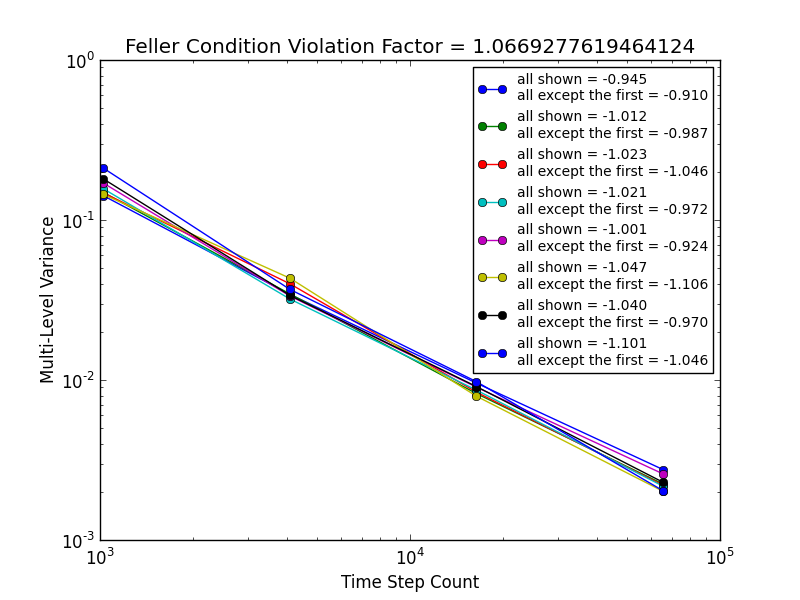 Feller Condition Violation Factor = 1.0669277619464124
10^0
10^-1
10^-2
10^-3
Multi-Level Variance
all shown = -0.945
all except the first = -0.910
all shown = -1.012
all except the first = -0.987
all shown = -1.023
all except the first = -1.046
all shown = -1.021
all except the first = -0.972
all shown = -1.001
all except the first = -0.924
all shown = -1.047
all except the first = -1.106
all shown = -1.040
all except the first = -0.970
all shown = -1.101
all except the first = -1.046
10^3 10^4 10^5
Time Step Count